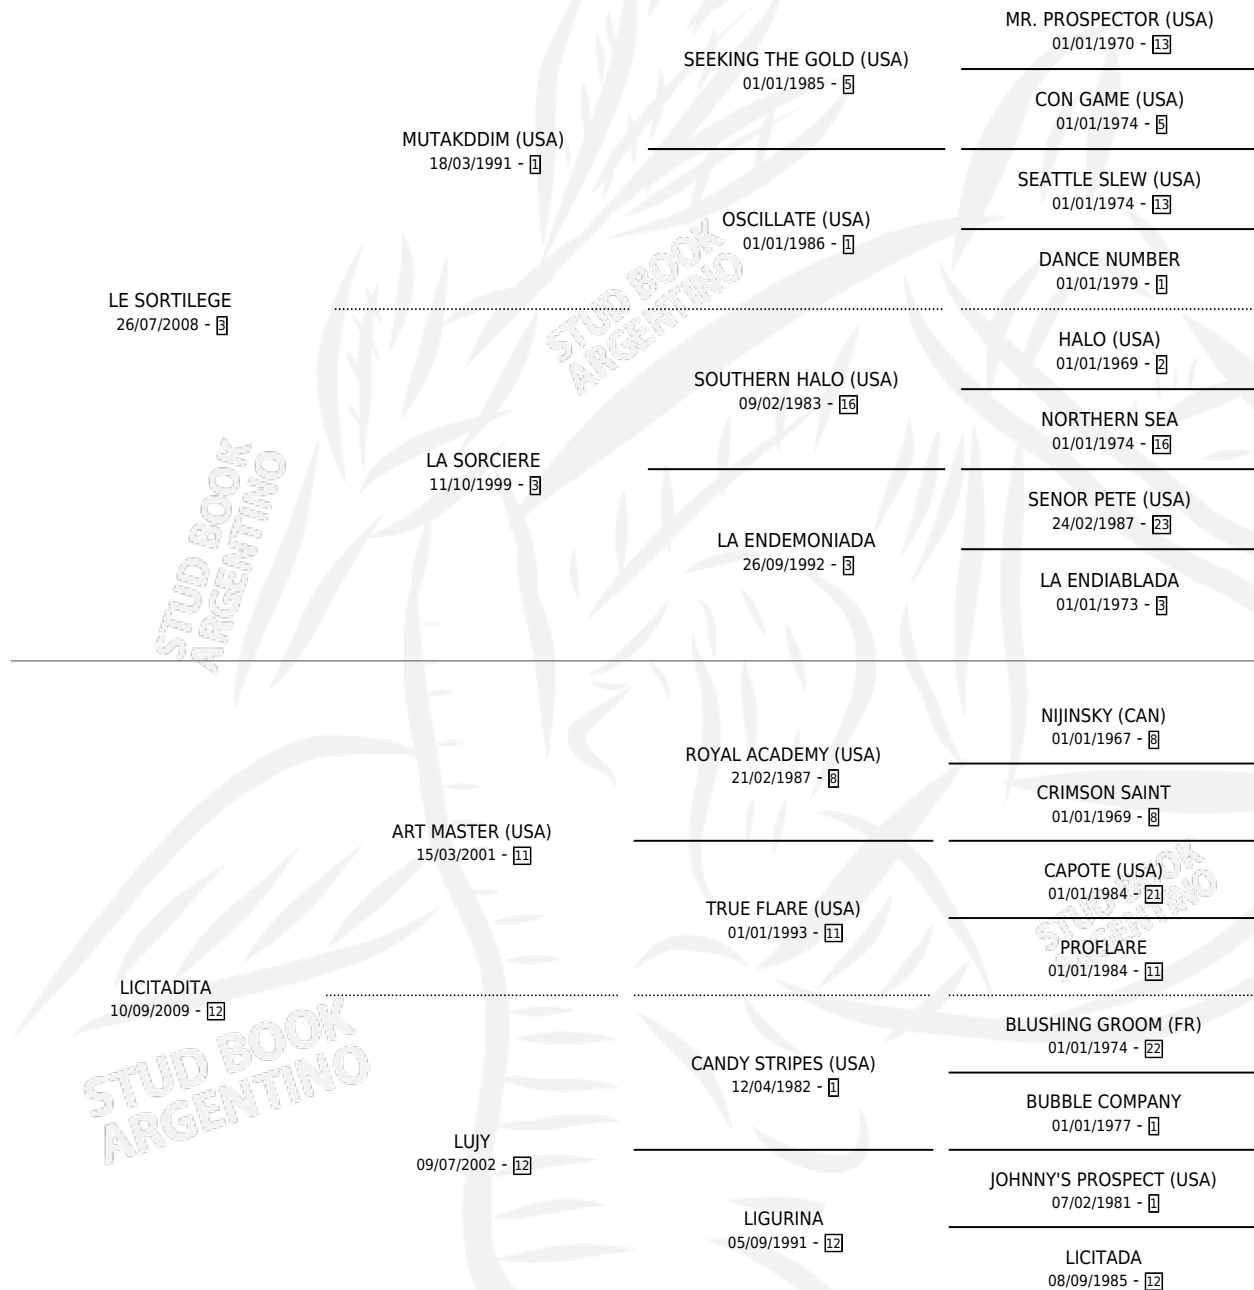 MR. PROSPECTOR (USA)
01/01/1970 - 13
SEEKING THE GOLD (USA)
01/01/1985 - 5
CON GAME (USA)
01/01/1974 - 5
MUTAKDDIM (USA)
18/03/1991 - 1
SEATTLE SLEW (USA)
01/01/1974 - 13
OSCILLATE (USA)
01/01/1986 - 1
DANCE NUMBER
01/01/1979 - 1
LE SORTILEGE
26/07/2008 - 3
HALO (USA)
01/01/1969 - 2
SOUTHERN HALO (USA)
09/02/1983 - 16
NORTHERN SEA
01/01/1974 - 16
LA SORCIERE
11/10/1999 - 3
SENOR PETE (USA)
24/02/1987 - 23
LA ENDEMONIADA
26/09/1992 - 3
LA ENDIABLADA
01/01/1973 - 3
NIJINSKY (CAN)
01/01/1967 - 8
ROYAL ACADEMY (USA)
21/02/1987 - 8
CRIMSON SAINT
01/01/1969 - 8
ART MASTER (USA)
15/03/2001 - 11
CAPOTE (USA)
01/01/1984 - 21
TRUE FLARE (USA)
01/01/1993 - 11
PROFLARE
01/01/1984 - 11
LICITADITA
10/09/2009 - 12
BLUSHING GROOM (FR)
01/01/1974 - 22
CANDY STRIPES (USA)
12/04/1982 - 1
BUBBLE COMPANY
01/01/1977 - 1
LUJY
09/07/2002 - 12
JOHNNY'S PROSPECT (USA)
07/02/1981 - 1
LIGURINA
05/09/1991 - 12
LICITADA
08/09/1985 - 12
STUD BOOK
ARGENTINO
STUD BOOK
ARGENTINO
STUD BOOK
ARGENTINO
STUD BOOK
ARGENTINO